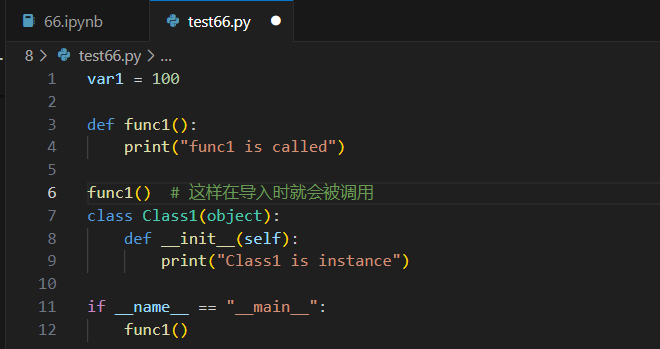 66.ipynb test66.py
8 > test66.py > ...
1 var1 = 100
2
3 def func1():
4     print("func1 is called")
5
6 func1()  # 这样在导入时就会被调用
7 class Class1(object):
8     def __init__(self):
9         print("Class1 is instance")
10
11 if __name__ == "__main__":
12     func1()